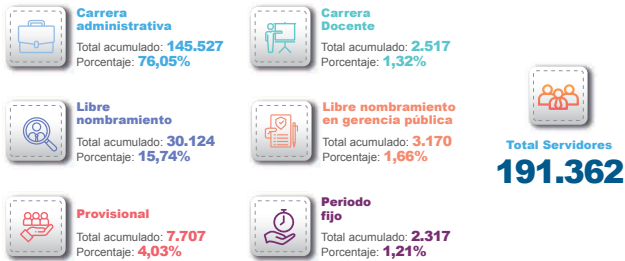 Carrera
administrativa
Total acumulado: 145.527
Porcentaje: 76,05%
Carrera
Docente
Total acumulado: 2.517
Porcentaje: 1,32%
Libre
nombramiento
Total acumulado: 30.124
Porcentaje: 15,74%
Libre nombramiento
en gerencia pública
Total acumulado: 3.170
Porcentaje: 1,66%
Provisional
Total acumulado: 7.707
Porcentaje: 4,03%
Periodo
fijo
Total acumulado: 2.317
Porcentaje: 1,21%
Total Servidores
191.362